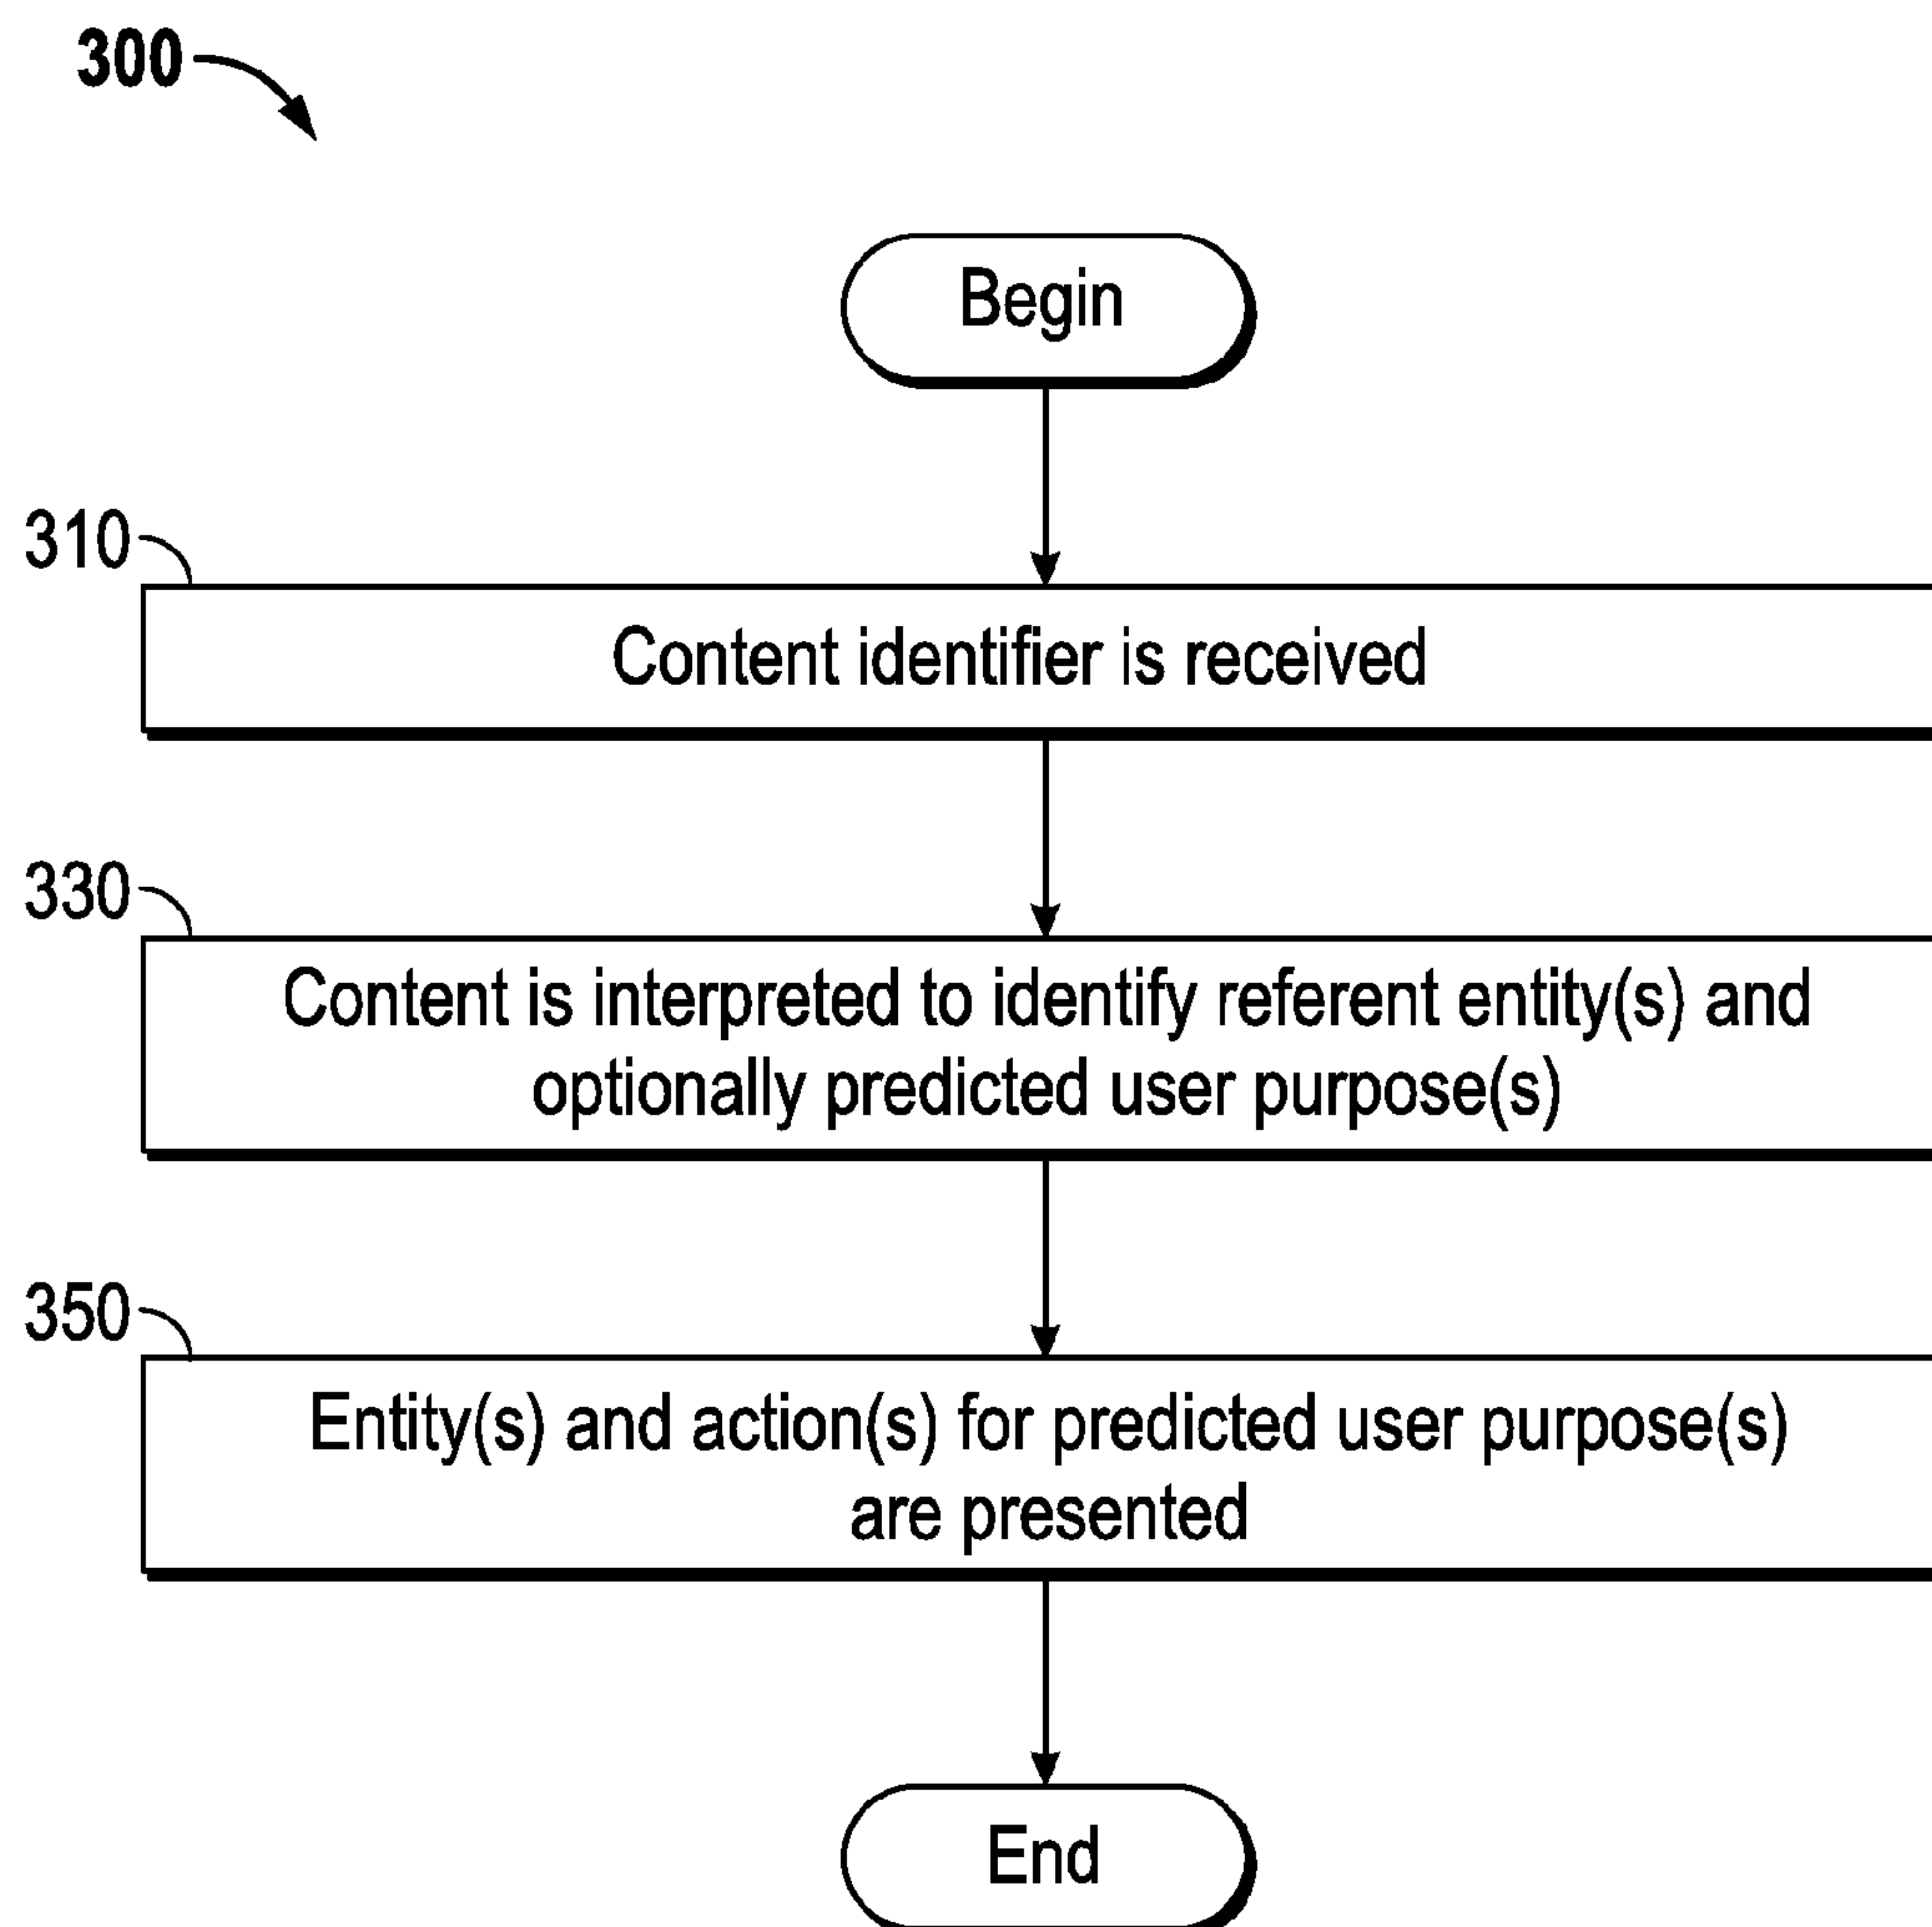 300
Begin
310
Content identifier is received
330
Content is interpreted to identify referent entity(s) and
optionally predicted user purpose(s)
350
Entity(s) and action(s) for predicted user purpose(s)
are presented
End